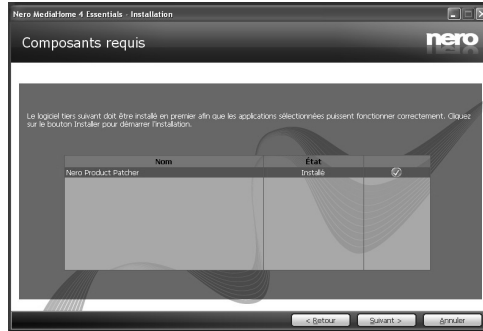 Nero MediaHome 4 Essentials - Installation
Composants requis
nero
Le logiciel tiers suivant doit être installé en premier afin que les applications sélectionnées puissent fonctionner correctement. Cliquez
sur le bouton Installer pour démarrer l'installation.
Nom État
Nero Product Patcher Installé
< Retour Suivant > Annuler